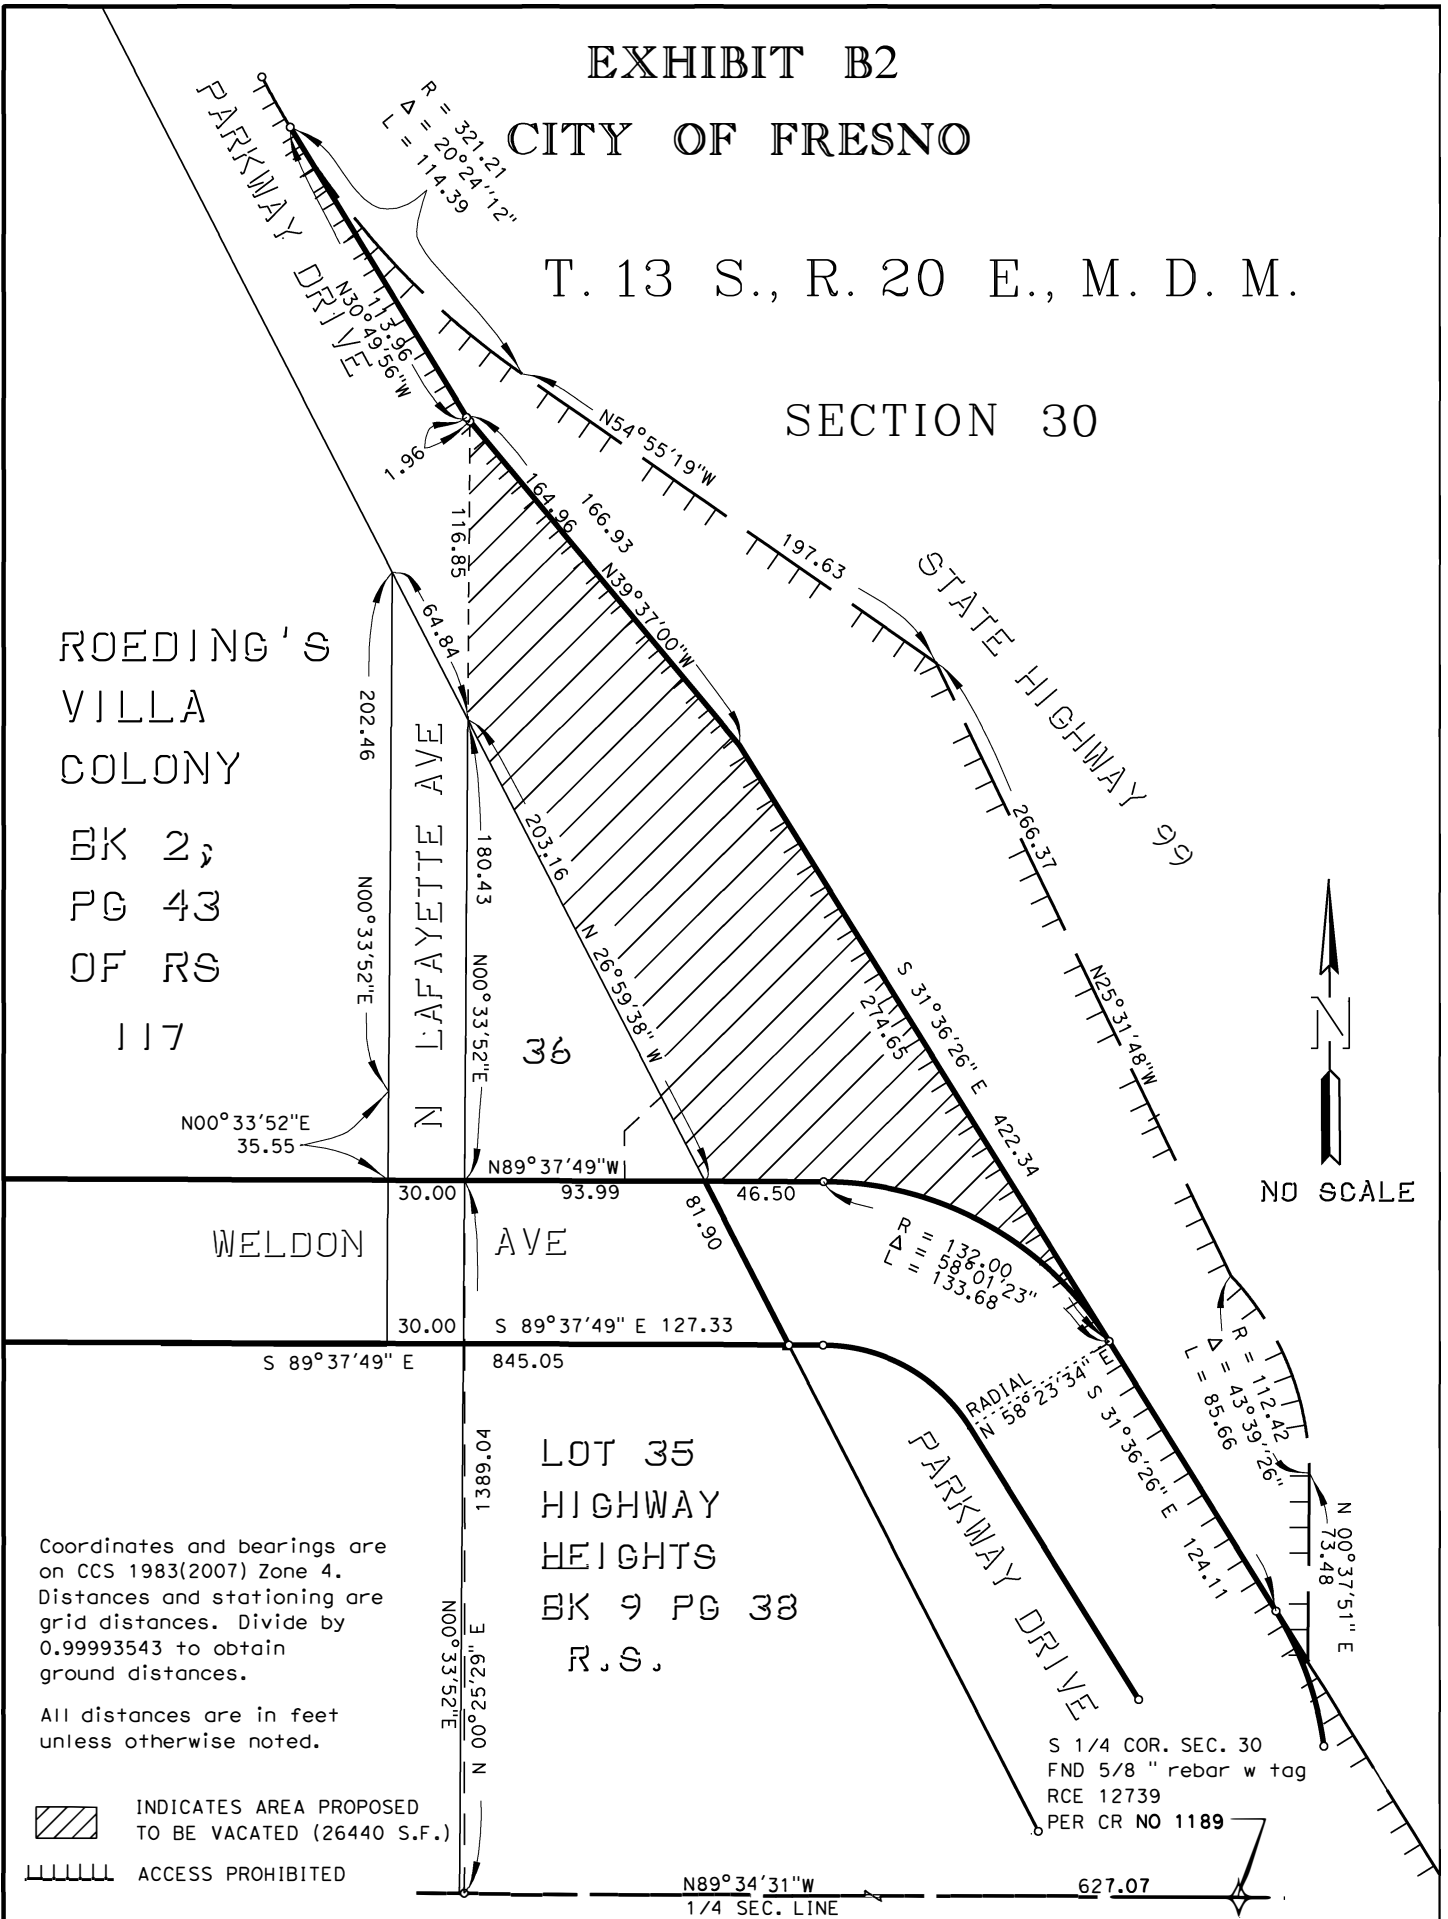 EXHIBIT B2
CITY OF FRESNO
T. 13 S., R. 20 E., M. D. M.
SECTION 30
PARKWAY DRIVE
R = 321.21
Δ = 20°24'12"
L = 114.39
N30°49'56"W
113.96
1.96
116.85
164.96
166.93
N39°37'00"W
N54°55'19"W
197.63
STATE HIGHWAY 99
266.37
N25°31'48"W
ROEDING'S
VILLA
COLONY
BK 2,
PG 43
OF RS
117
64.84
202.46
N00°33'52"E
N LAFAYETTE AVE
180.43
N00°33'52"E
203.16
N 26°59'38" W
36
S 31°36'26" E
274.65
422.34
N
NO SCALE
N00°33'52"E
35.55
N89°37'49"W
30.00
93.99
46.50
81.90
WELDON AVE
R = 132.00
Δ = 58°01'23"
L = 133.68
30.00
S 89°37'49" E 127.33
S 89°37'49" E
845.05
RADIAL
N 58°23'34" E
S 31°36'26" E
124.11
R = 112.42
Δ = 43°39'26"
L = 85.66
N 00°37'51" E
73.48
PARKWAY DRIVE
LOT 35
HIGHWAY
HEIGHTS
BK 9 PG 38
R.S.
1389.04
N00°33'52"E
N 00°25'29" E
Coordinates and bearings are
on CCS 1983(2007) Zone 4.
Distances and stationing are
grid distances. Divide by
0.99993543 to obtain
ground distances.
All distances are in feet
unless otherwise noted.
INDICATES AREA PROPOSED
TO BE VACATED (26440 S.F.)
ACCESS PROHIBITED
S 1/4 COR. SEC. 30
FND 5/8 " rebar w tag
RCE 12739
PER CR NO 1189
N89°34'31"W
627.07
1/4 SEC. LINE